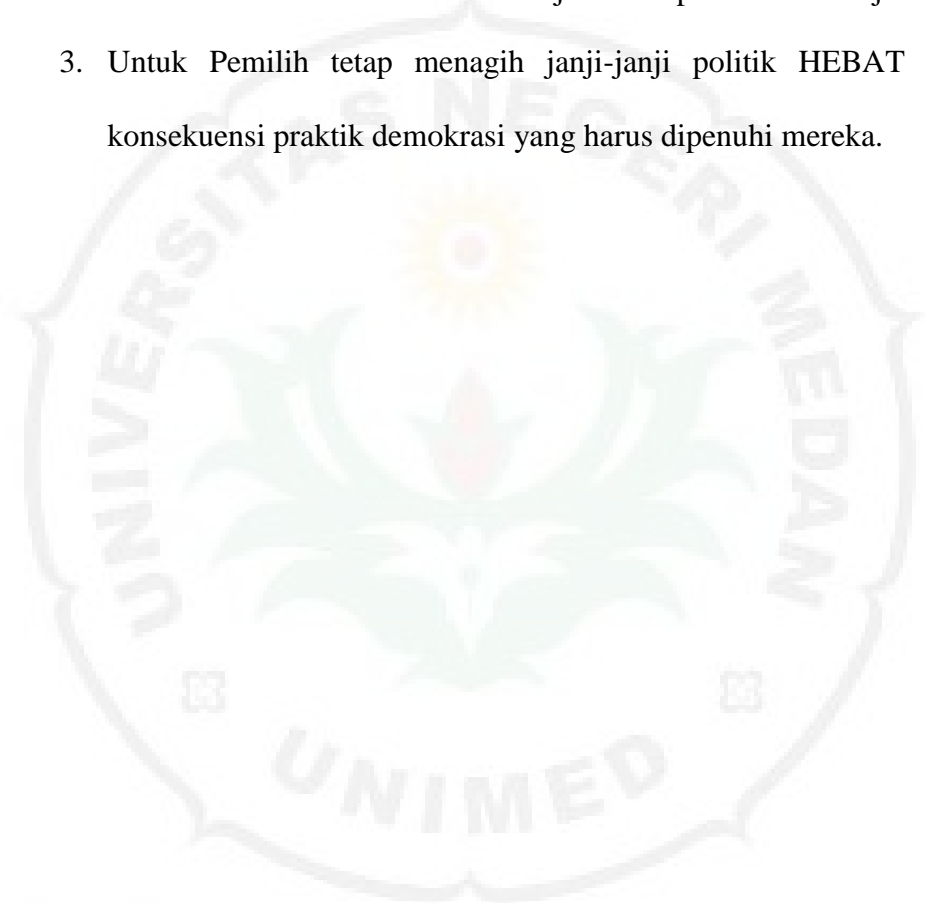 3. Untuk Pemilih tetap menagih janji-janji politik HEBAT
konsekuensi praktik demokrasi yang harus dipenuhi mereka.
UNIVERSITAS NEGERI MEDAN
UNIMED